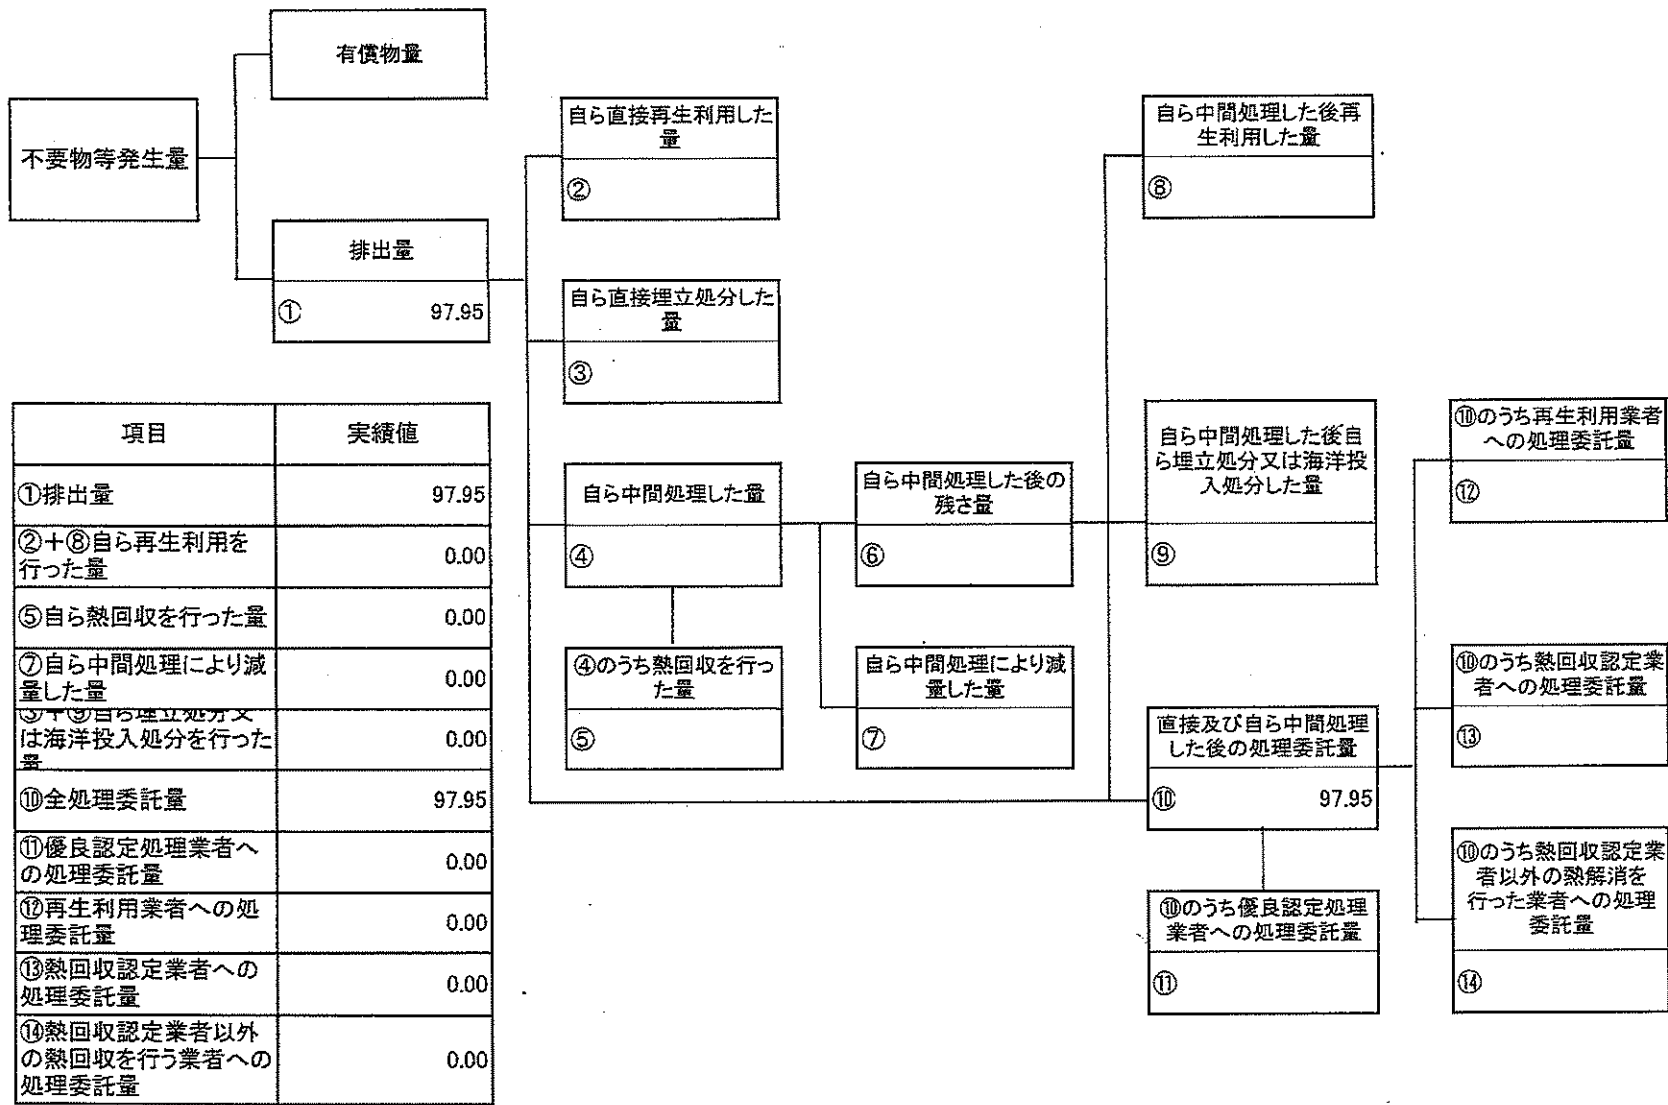 有償物量
不要物等発生量
排出量
① 97.95
自ら直接再生利用した
量
②
自ら直接埋立処分した
量
③
自ら中間処理した量
④
④のうち熱回収を行っ
た量
⑤
自ら中間処理した後の
残さ量
⑥
自ら中間処理により減
量した量
⑦
自ら中間処理した後再
生利用した量
⑧
自ら中間処理した後自
ら埋立処分又は海洋投
入処分した量
⑨
直接及び自ら中間処理
した後の処理委託量
⑩ 97.95
⑩のうち優良認定処理
業者への処理委託量
⑪
⑩のうち再生利用業者
への処理委託量
⑫
⑩のうち熱回収認定業
者への処理委託量
⑬
⑩のうち熱回収認定業
者以外の熱解消を
行った業者への処理
委託量
⑭
項目 実績値
①排出量 97.95
②+⑧自ら再生利用を
行った量 0.00
⑤自ら熱回収を行った量 0.00
⑦自ら中間処理により減
量した量 0.00
③+⑨自ら埋立処分又
は海洋投入処分を行った
量 0.00
⑩全処理委託量 97.95
⑪優良認定処理業者へ
の処理委託量 0.00
⑫再生利用業者への処
理委託量 0.00
⑬熱回収認定業者への
処理委託量 0.00
⑭熱回収認定業者以外
の熱回収を行う業者への
処理委託量 0.00